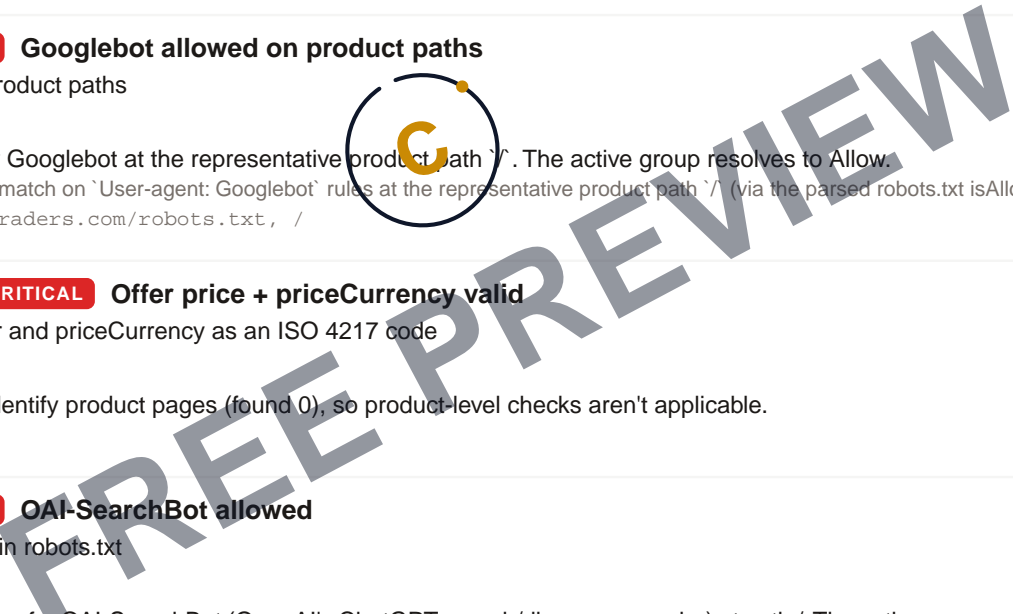 Googlebot allowed on product paths
roduct paths
Googlebot at the representative product path `/`. The active group resolves to Allow.
match on `User-agent: Googlebot` rules at the representative product path `/` (via the parsed robots.txt isAllo
raders.com/robots.txt, /
C
RITICAL Offer price + priceCurrency valid
r and priceCurrency as an ISO 4217 code
lentify product pages (found 0), so product-level checks aren't applicable.
OAI-SearchBot allowed
in robots.txt
FREE PREVIEW